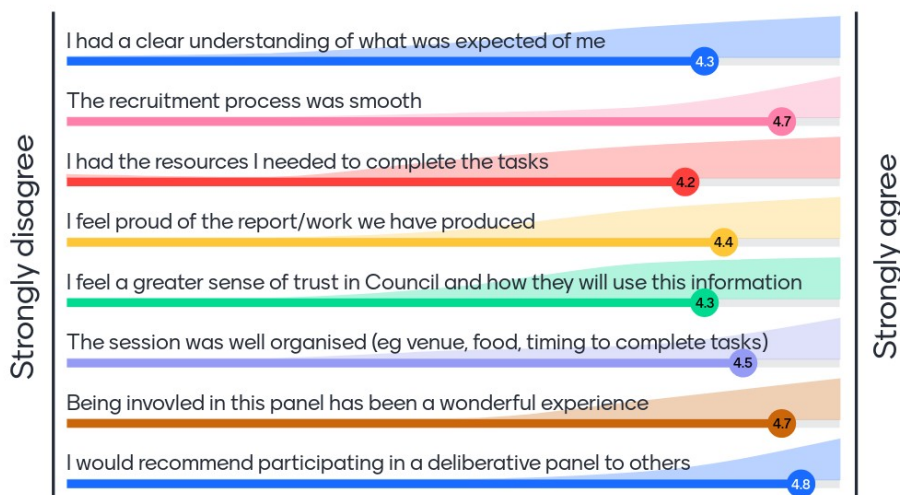 I had a clear understanding of what was expected of me
4.3
The recruitment process was smooth
4.7
I had the resources I needed to complete the tasks
4.2
I feel proud of the report/work we have produced
4.4
I feel a greater sense of trust in Council and how they will use this information
4.3
The session was well organised (eg venue, food, timing to complete tasks)
4.5
Being invovled in this panel has been a wonderful experience
4.7
I would recommend participating in a deliberative panel to others
4.8
Strongly disagree
Strongly agree